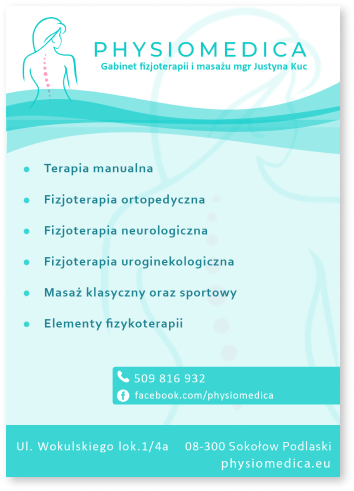 PHYSIOMEDICA
Gabinet fizjoterapii i masażu mgr Justyna Kuc
Terapia manualna
Fizjoterapia ortopedyczna
Fizjoterapia neurologiczna
Fizjoterapia uroginekologiczna
Masaż klasyczny oraz sportowy
Elementy fizykoterapii
509 816 932
facebook.com/physiomedica
Ul. Wokulskiego lok.1/4a 08-300 Sokołow Podlaski
physiomedica.eu